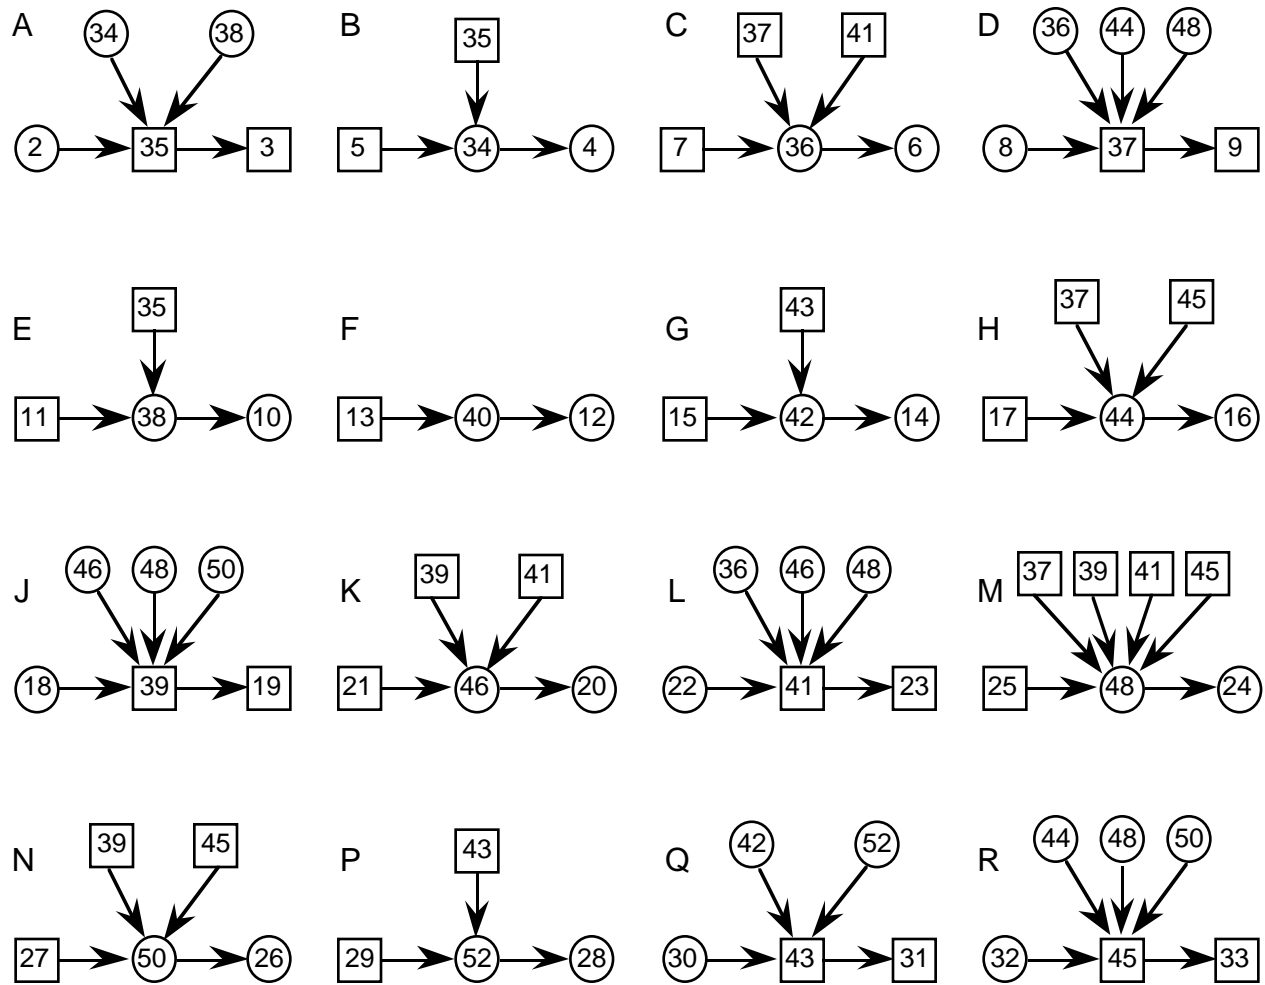 A 34 38 B 35 C 37 41 D 36 44 48
2 35 3 5 34 4 7 36 6 8 37 9
E 35 F G 43 H 37 45
11 38 10 13 40 12 15 42 14 17 44 16
J 46 48 50 K 39 41 L 36 46 48 M 37 39 41 45
18 39 19 21 46 20 22 41 23 25 48 24
N 39 45 P 43 Q 42 52 R 44 48 50
27 50 26 29 52 28 30 43 31 32 45 33